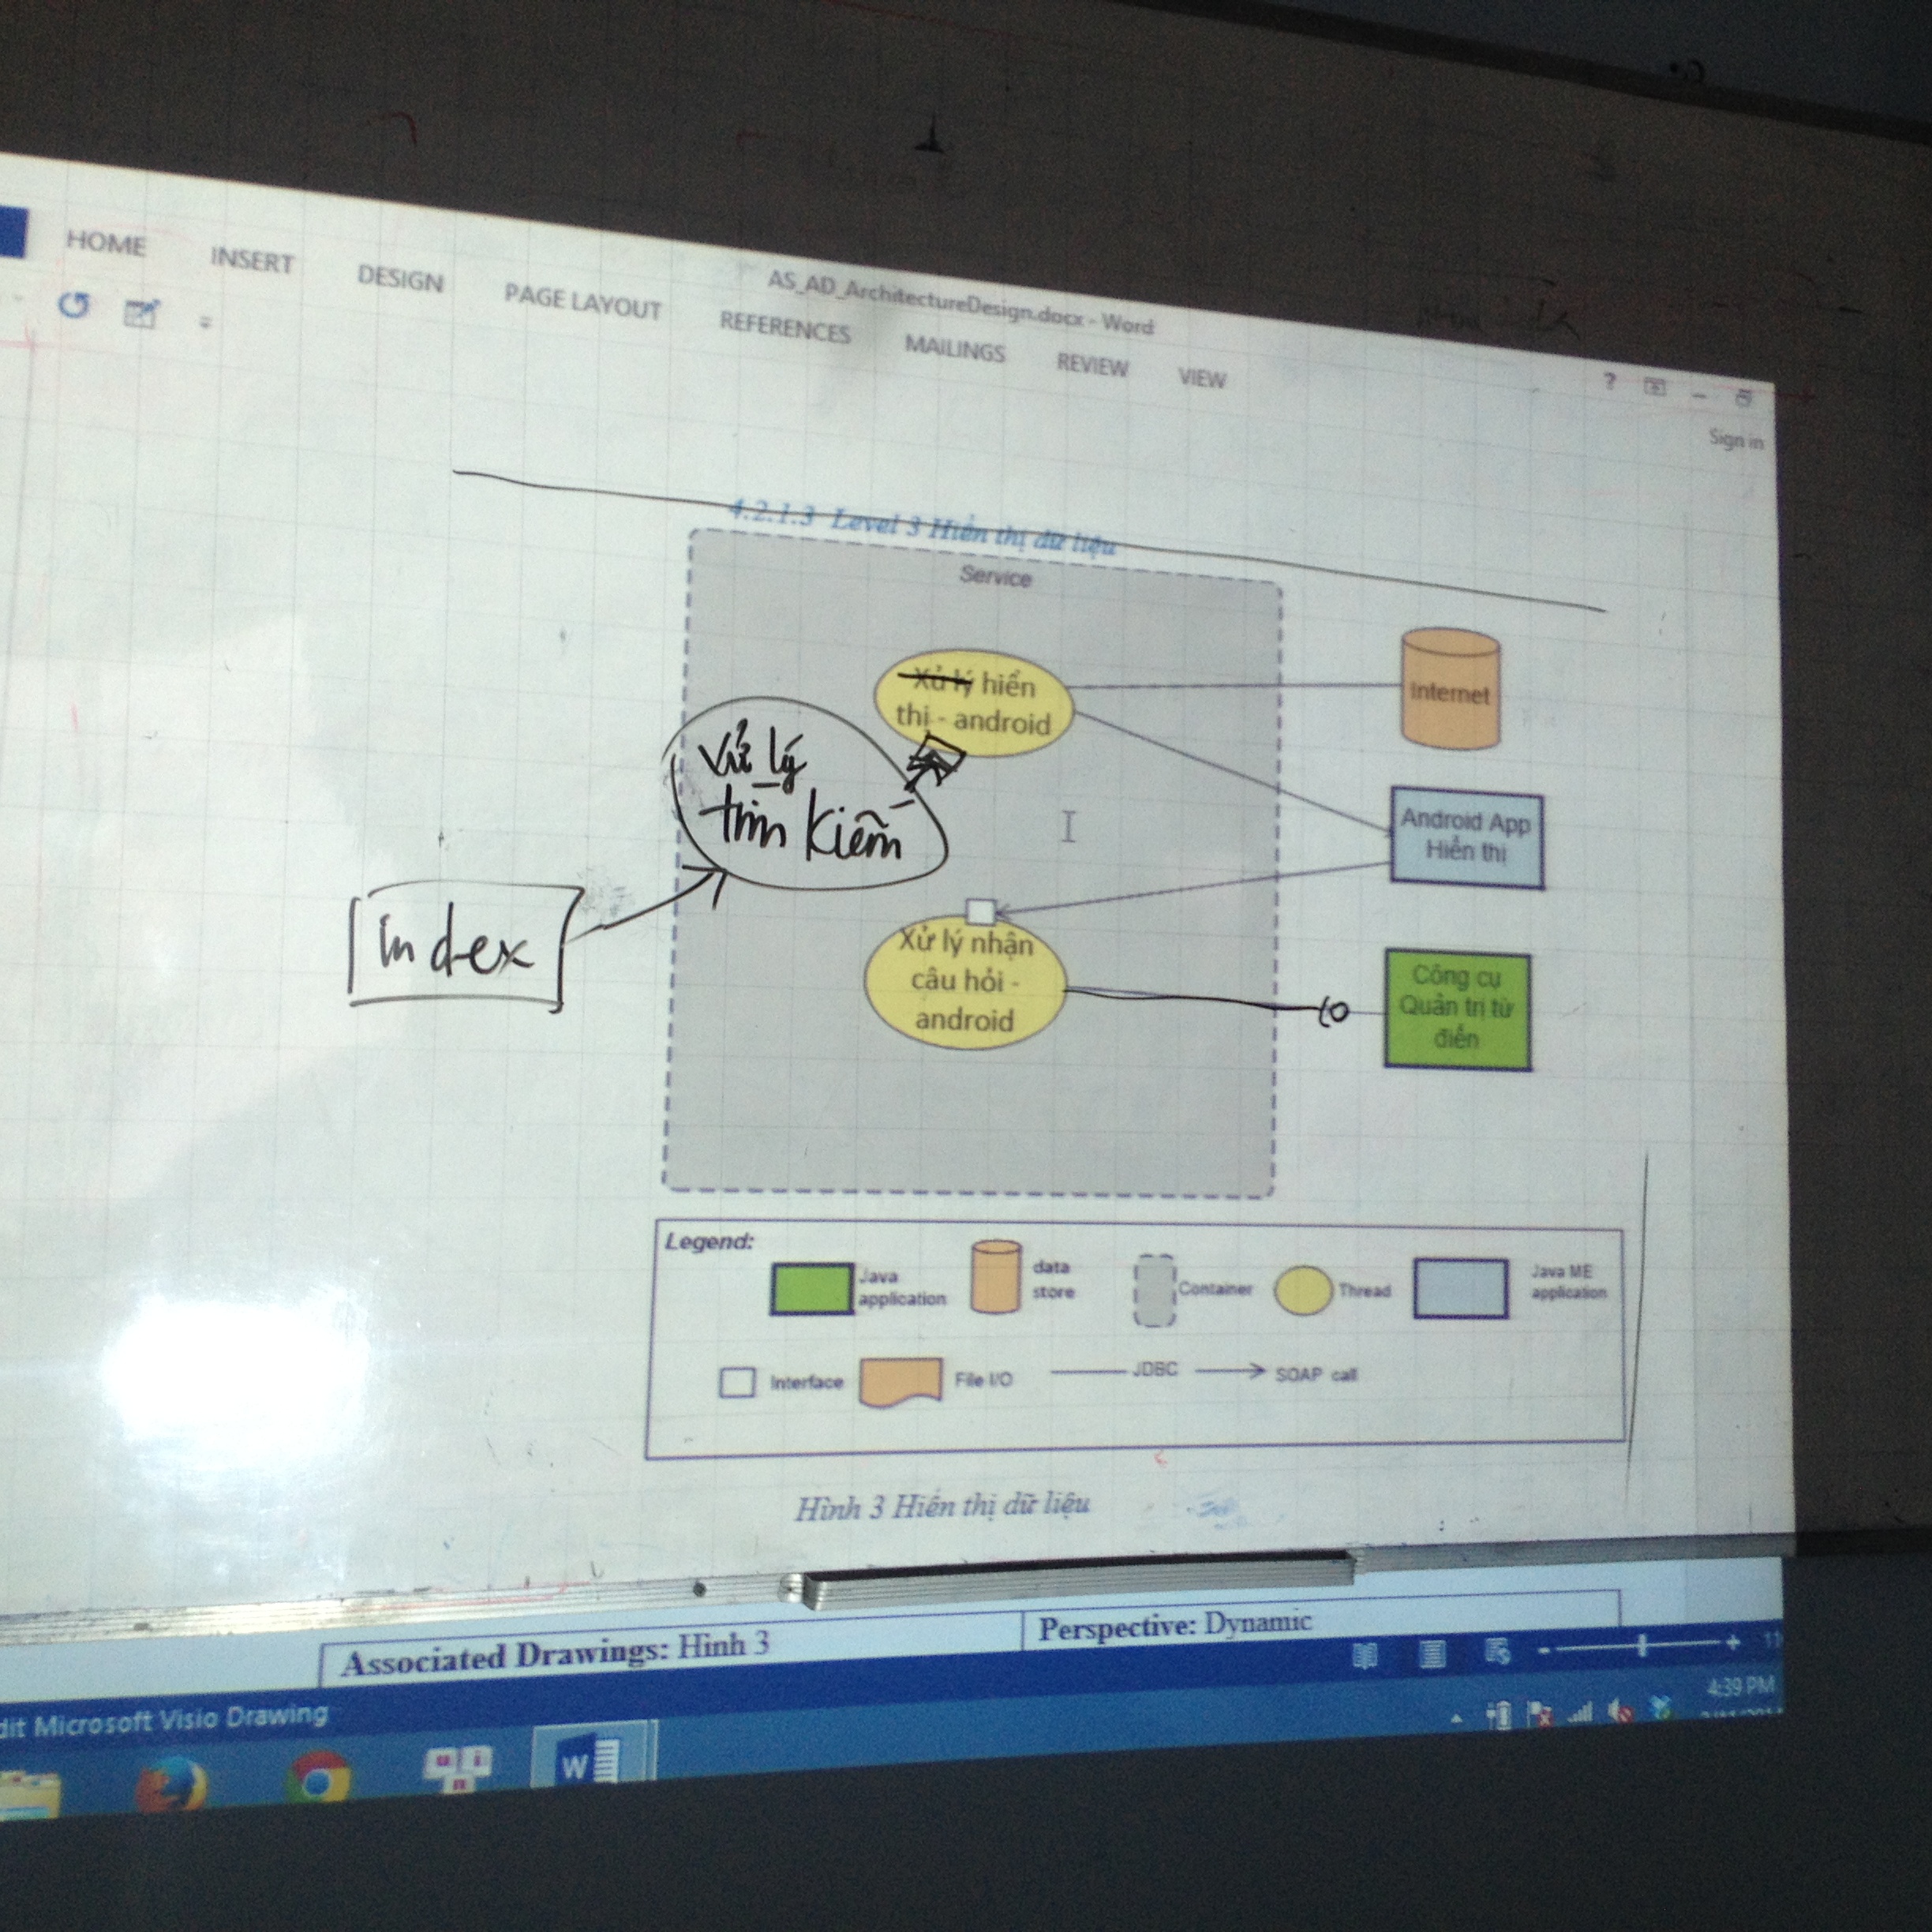 AS_AD_ArchitectureDesign.docx - Word
HOME INSERT DESIGN PAGE LAYOUT REFERENCES MAILINGS REVIEW VIEW
?
Sign in
4.2.1.3 Level 3 Hiển thị dữ liệu
Service
Xử lý hiển
thị - android
Internet
Xử lý
tìm kiếm
Android App
Hiển thị
index
Xử lý nhận
câu hỏi -
android
Công cụ
Quản trị từ
điển
Legend:
Java
application
data
store
Container
Thread
Java ME
application
Interface
File I/O
JDBC
SOAP call
Hình 3 Hiển thị dữ liệu
Associated Drawings: Hình 3
Perspective: Dynamic
dit Microsoft Visio Drawing
4:39 PM
u i
n
W